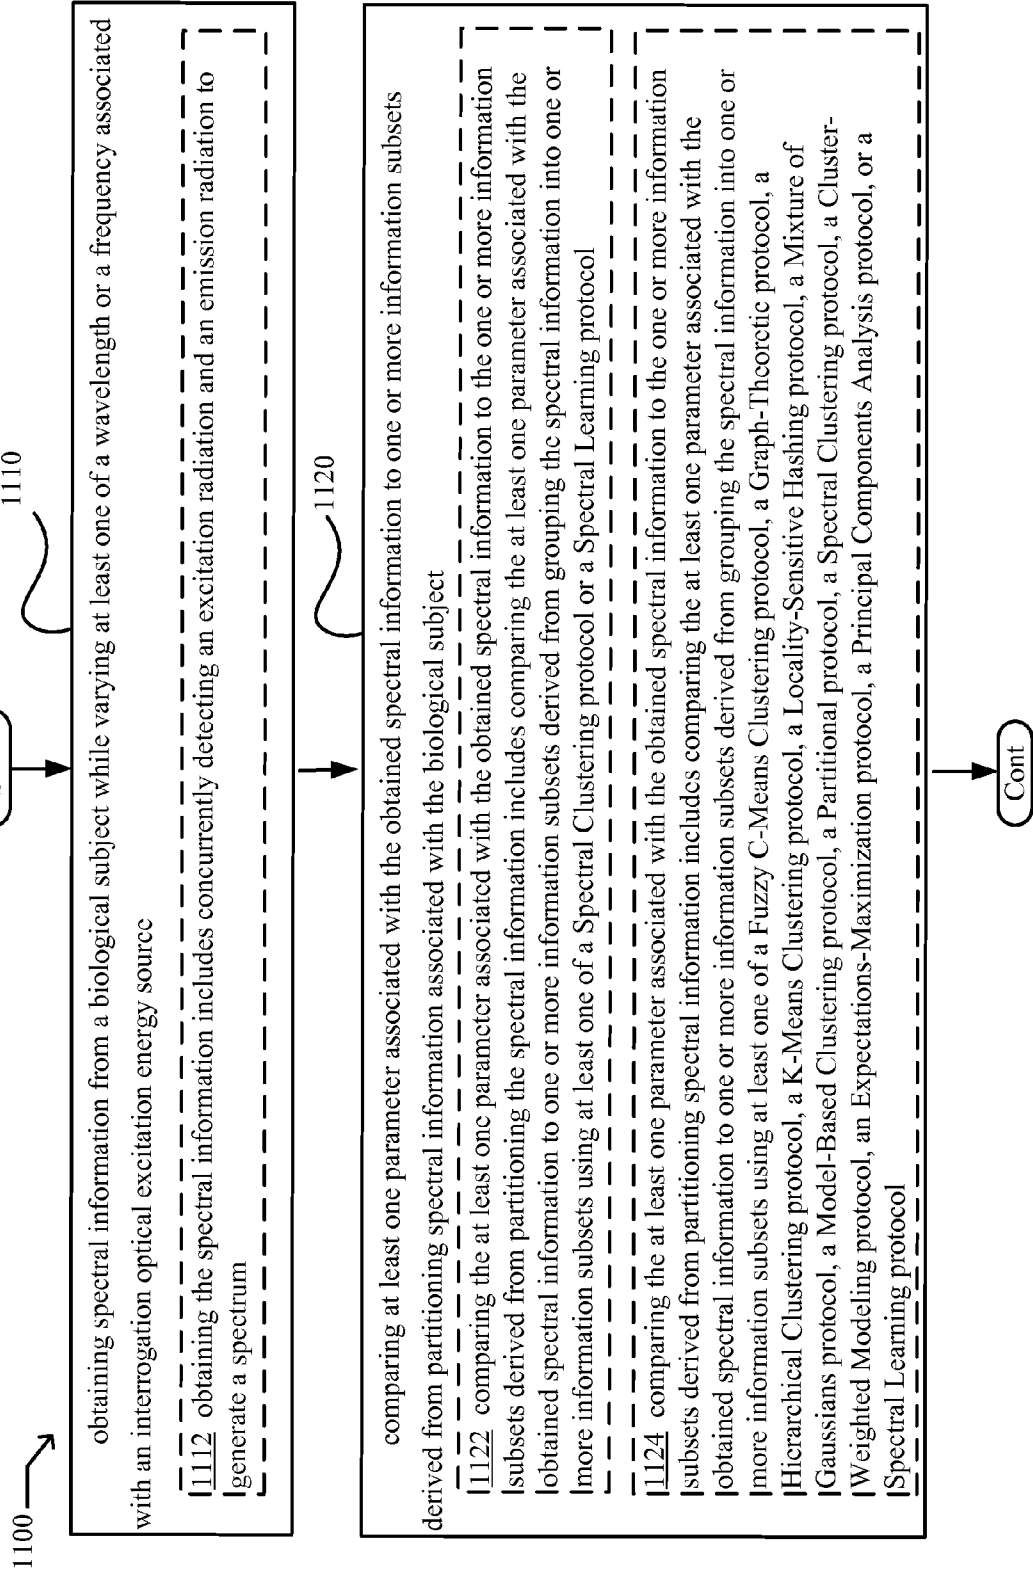 1100
1110
obtaining spectral information from a biological subject while varying at least one of a wavelength or a frequency associated
with an interrogation optical excitation energy source
1112 obtaining the spectral information includes concurrently detecting an excitation radiation and an emission radiation to
generate a spectrum
1120
comparing at least one parameter associated with the obtained spectral information to one or more information subsets
derived from partitioning spectral information associated with the biological subject
1122 comparing the at least one parameter associated with the obtained spectral information to the one or more information
subsets derived from partitioning the spectral information includes comparing the at least one parameter associated with the
obtained spectral information to one or more information subsets derived from grouping the spectral information into one or
more information subsets using at least one of a Spectral Clustering protocol or a Spectral Learning protocol
1124 comparing the at least one parameter associated with the obtained spectral information to the one or more information
subsets derived from partitioning spectral information includes comparing the at least one parameter associated with the
obtained spectral information to one or more information subsets derived from grouping the spectral information into one or
more information subsets using at least one of a Fuzzy C-Means Clustering protocol, a Graph-Theoretic protocol, a
Hierarchical Clustering protocol, a K-Means Clustering protocol, a Locality-Sensitive Hashing protocol, a Mixture of
Gaussians protocol, a Model-Based Clustering protocol, a Partitional protocol, a Spectral Clustering protocol, a Cluster-
Weighted Modeling protocol, an Expectations-Maximization protocol, a Principal Components Analysis protocol, or a
Spectral Learning protocol
Cont